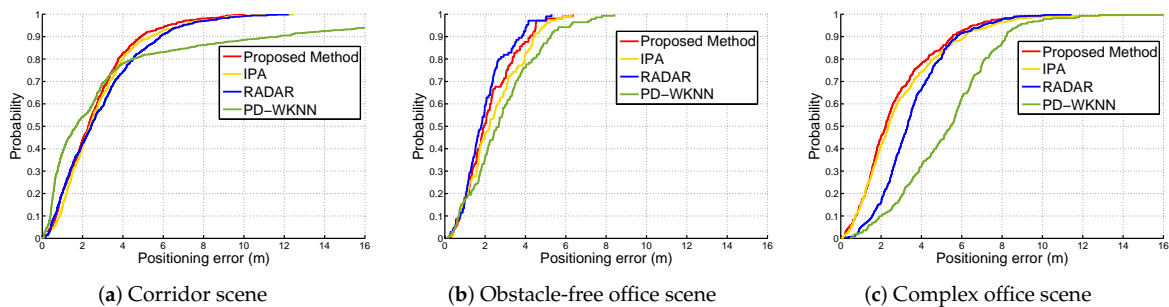 1
0.9
0.8
0.7
0.6
0.5
0.4
0.3
0.2
0.1
0
Probability
Proposed Method
IPA
RADAR
PD−WKNN
0 2 4 6 8 10 12 14 16
Positioning error (m)
(a) Corridor scene
1
0.9
0.8
0.7
0.6
0.5
0.4
0.3
0.2
0.1
0
Probability
Proposed Method
IPA
RADAR
PD−WKNN
0 2 4 6 8 10 12 14 16
Positioning error (m)
(b) Obstacle-free office scene
1
0.9
0.8
0.7
0.6
0.5
0.4
0.3
0.2
0.1
0
Probability
Proposed Method
IPA
RADAR
PD−WKNN
0 2 4 6 8 10 12 14 16
Positioning error (m)
(c) Complex office scene